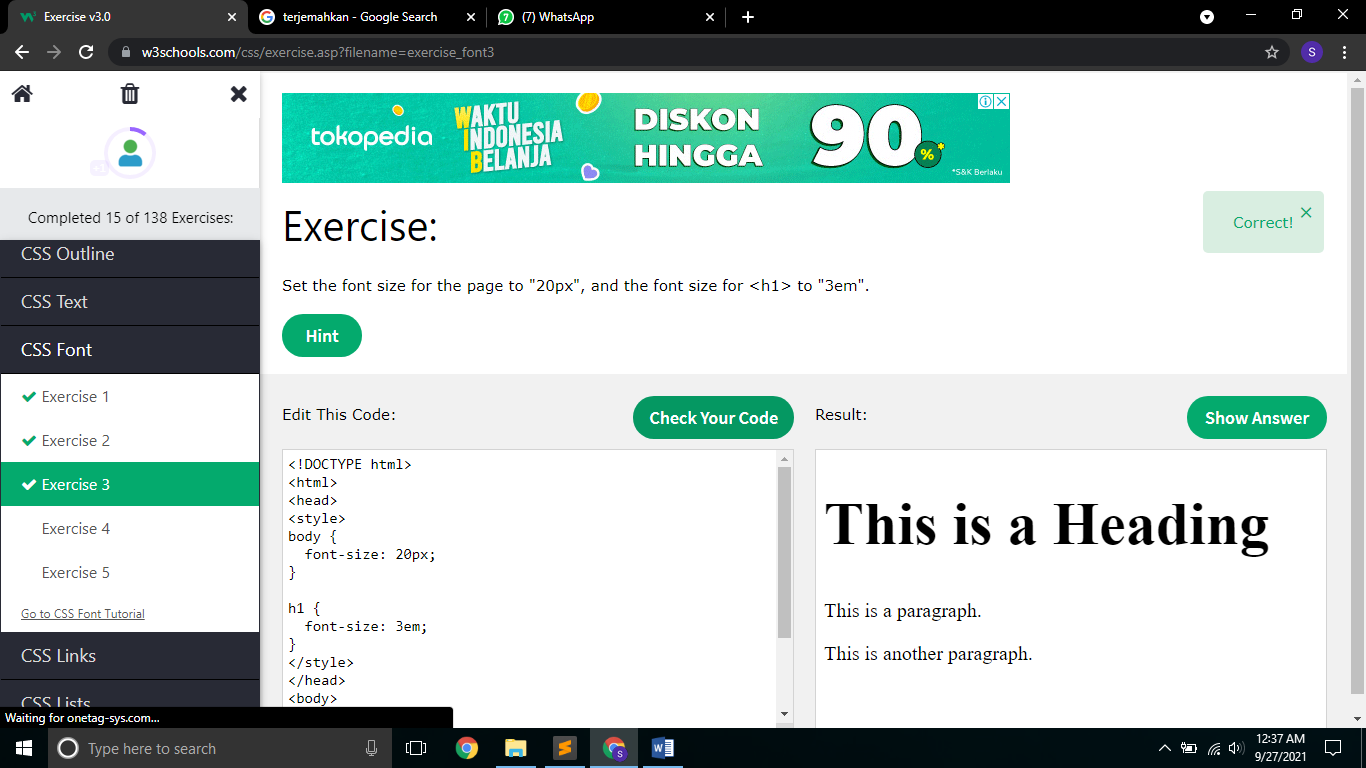 Exercise v3.0
terjemahkan - Google Search
7
(7) WhatsApp
w3schools.com/css/exercise.asp?filename=exercise_font3
S
+1
Completed 15 of 138 Exercises:
CSS Outline
CSS Text
CSS Font
Exercise 1
Exercise 2
Exercise 3
Exercise 4
Exercise 5
Go to CSS Font Tutorial
CSS Links
CSS Lists
Waiting for onetag-sys.com...
tokopedia
WAKTU
INDONESIA
BELANJA
DISKON
HINGGA
90%*
*S&K Berlaku
Exercise:
Correct!
Set the font size for the page to "20px", and the font size for <h1> to "3em".
Hint
Edit This Code:
Check Your Code
<!DOCTYPE html>
<html>
<head>
<style>
body {
  font-size: 20px;
}

h1 {
  font-size: 3em;
}
</style>
</head>
<body>
Result:
Show Answer
This is a Heading
This is a paragraph.
This is another paragraph.
Type here to search
S
W
12:37 AM
9/27/2021